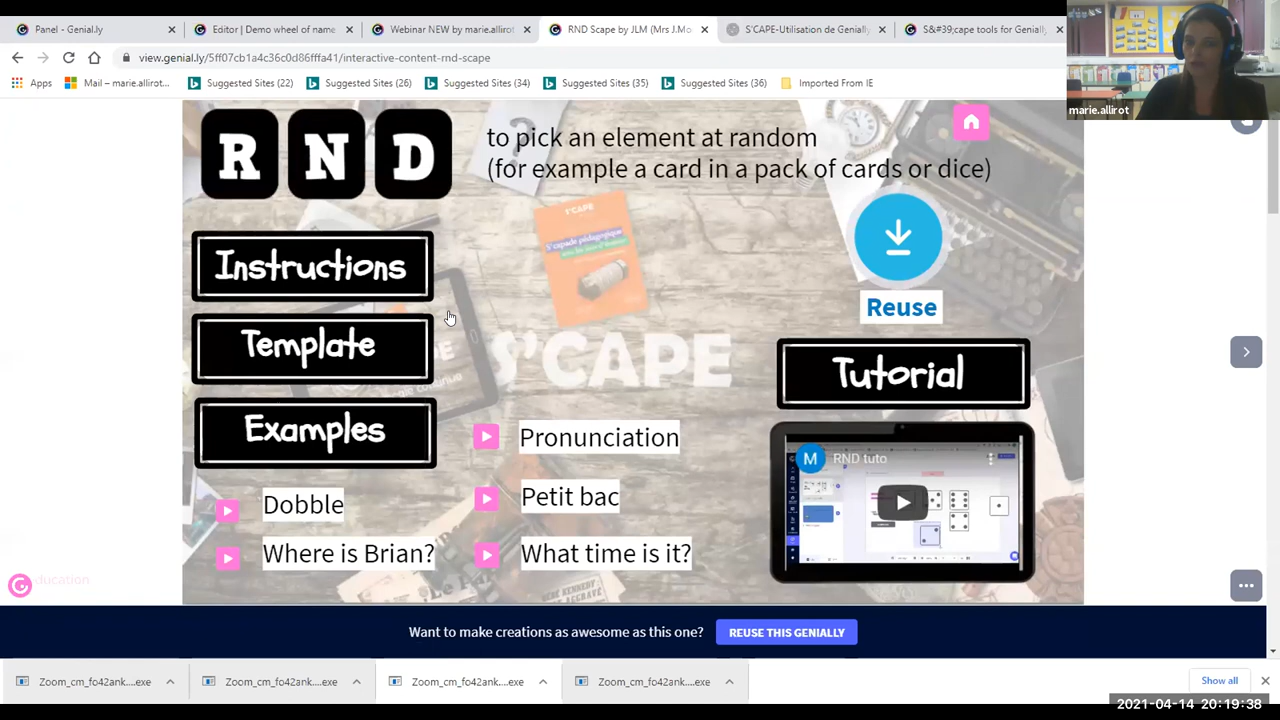 Panel - Genial.ly
Editor | Demo wheel of name
Webinar NEW by marie.allirot
RND Scape by JLM (Mrs J.Mo
S'CAPE-Utilisation de Genially
S&#39;cape tools for Genially
view.genial.ly/5ff07cb1a4c36c0d86fffa41/interactive-content-rnd-scape
Apps
Mail – marie.allirot...
Suggested Sites (22)
Suggested Sites (28)
Suggested Sites (34)
Suggested Sites (35)
Suggested Sites (36)
Imported From IE
marie.allirot
RND
to pick an element at random
(for example a card in a pack of cards or dice)
S'CAPE
Instructions
Reuse
Template
S'CAPE
Tutorial
Examples
Pronunciation
M RND tuto
Dobble
Petit bac
Where is Brian?
What time is it?
ducation
Want to make creations as awesome as this one?
REUSE THIS GENIALLY
Zoom_cm_fo42ank....exe
Zoom_cm_fo42ank....exe
Zoom_cm_fo42ank....exe
Zoom_cm_fo42ank....exe
Show all
2021-04-14 20:19:38